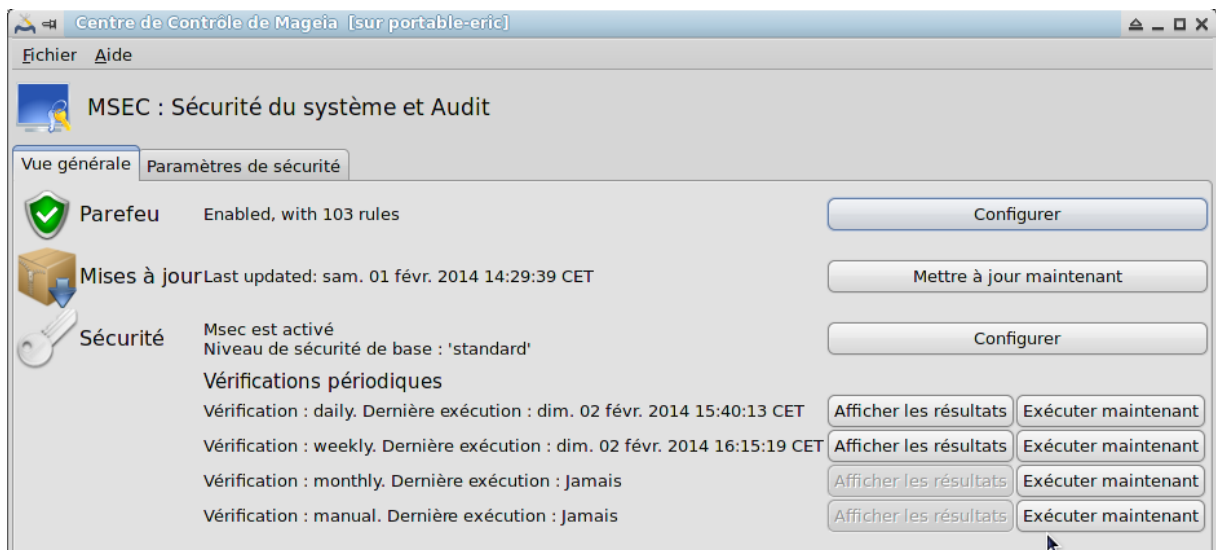 Centre de Contrôle de Mageia [sur portable-eric]
Fichier Aide
MSEC : Sécurité du système et Audit
Vue générale Paramètres de sécurité
Parefeu Enabled, with 103 rules Configurer
Mises à jour Last updated: sam. 01 févr. 2014 14:29:39 CET Mettre à jour maintenant
Sécurité Msec est activé
Niveau de sécurité de base : 'standard' Configurer
Vérifications périodiques
Vérification : daily. Dernière exécution : dim. 02 févr. 2014 15:40:13 CET Afficher les résultats Exécuter maintenant
Vérification : weekly. Dernière exécution : dim. 02 févr. 2014 16:15:19 CET Afficher les résultats Exécuter maintenant
Vérification : monthly. Dernière exécution : Jamais Afficher les résultats Exécuter maintenant
Vérification : manual. Dernière exécution : Jamais Afficher les résultats Exécuter maintenant